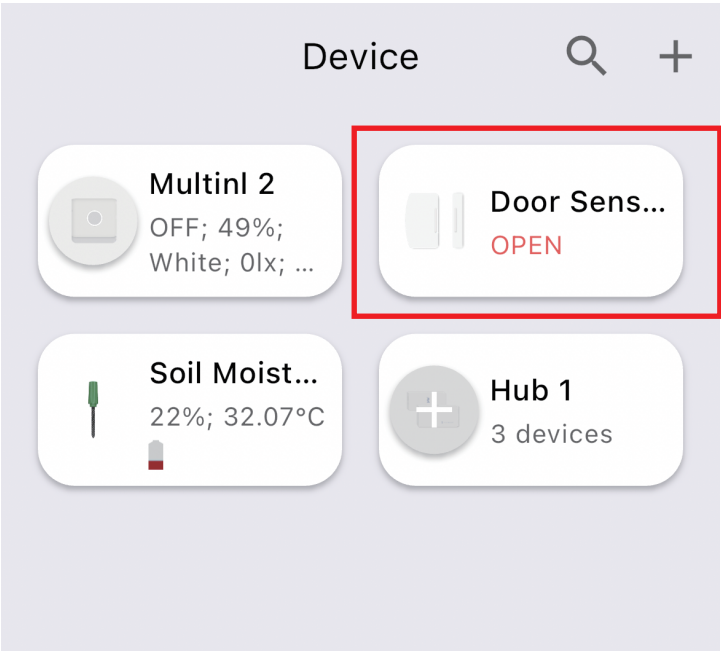 Device
Multinl 2
OFF; 49%;
White; 0lx; ...
Door Sens...
OPEN
Soil Moist...
22%; 32.07°C
Hub 1
3 devices